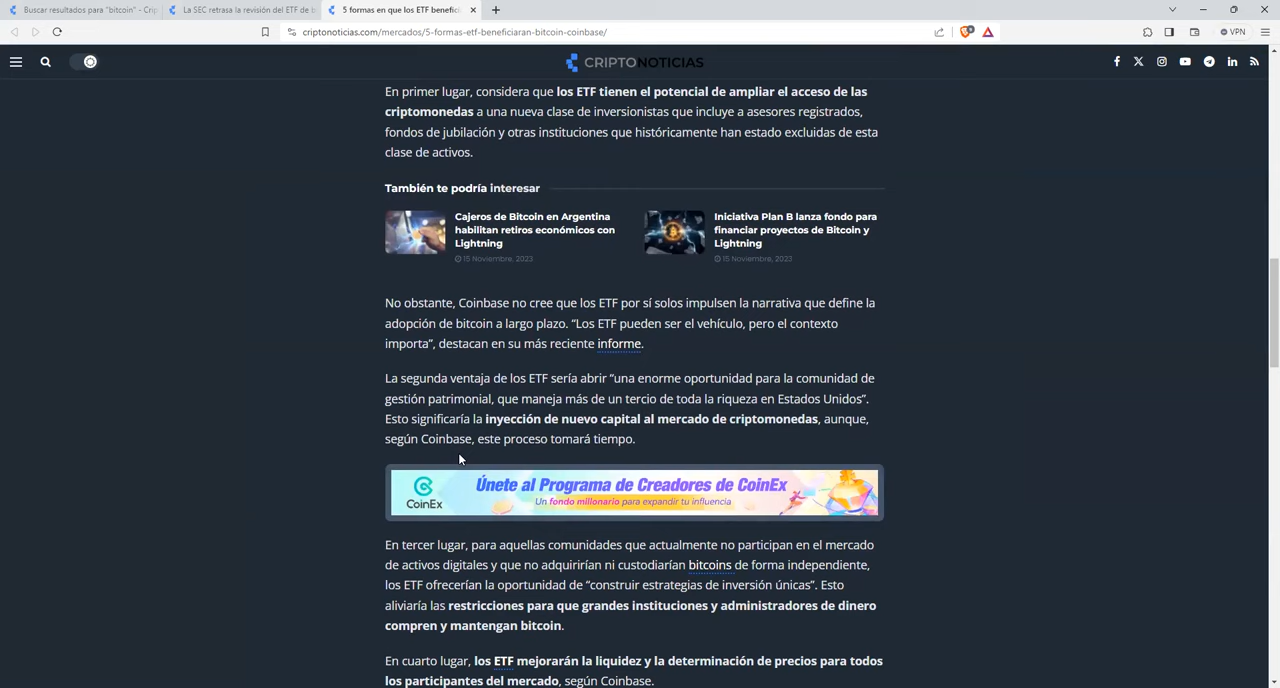 Buscar resultados para "bitcoin" - Crip
La SEC retrasa la revisión del ETF de b
5 formas en que los ETF benefici
criptonoticias.com/mercados/5-formas-etf-beneficiaran-bitcoin-coinbase/
VPN
CRIPTONOTICIAS
En primer lugar, considera que los ETF tienen el potencial de ampliar el acceso de las
criptomonedas a una nueva clase de inversionistas que incluye a asesores registrados,
fondos de jubilación y otras instituciones que históricamente han estado excluidas de esta
clase de activos.
También te podría interesar
Cajeros de Bitcoin en Argentina
habilitan retiros económicos con
Lightning
15 Noviembre, 2023
Iniciativa Plan B lanza fondo para
financiar proyectos de Bitcoin y
Lightning
15 Noviembre, 2023
No obstante, Coinbase no cree que los ETF por sí solos impulsen la narrativa que define la
adopción de bitcoin a largo plazo. “Los ETF pueden ser el vehículo, pero el contexto
importa”, destacan en su más reciente informe.
La segunda ventaja de los ETF sería abrir “una enorme oportunidad para la comunidad de
gestión patrimonial, que maneja más de un tercio de toda la riqueza en Estados Unidos”.
Esto significaría la inyección de nuevo capital al mercado de criptomonedas, aunque,
según Coinbase, este proceso tomará tiempo.
CoinEx
Únete al Programa de Creadores de CoinEx
Un fondo millonario para expandir tu influencia
En tercer lugar, para aquellas comunidades que actualmente no participan en el mercado
de activos digitales y que no adquirirían ni custodiarían bitcoins de forma independiente,
los ETF ofrecerían la oportunidad de “construir estrategias de inversión únicas”. Esto
aliviaría las restricciones para que grandes instituciones y administradores de dinero
compren y mantengan bitcoin.
En cuarto lugar, los ETF mejorarán la liquidez y la determinación de precios para todos
los participantes del mercado, según Coinbase.